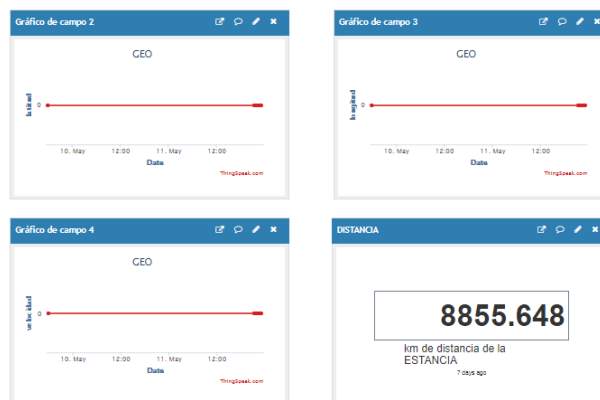 Gráfico de campo 2
GEO
latitud
0
10. May 12:00 11. May 12:00
Date
ThingSpeak.com
Gráfico de campo 3
GEO
longitud
0
10. May 12:00 11. May 12:00
Date
ThingSpeak.com
Gráfico de campo 4
GEO
velocidad
0
10. May 12:00 11. May 12:00
Date
ThingSpeak.com
DISTANCIA
8855.648
km de distancia de la
ESTANCIA
7 days ago